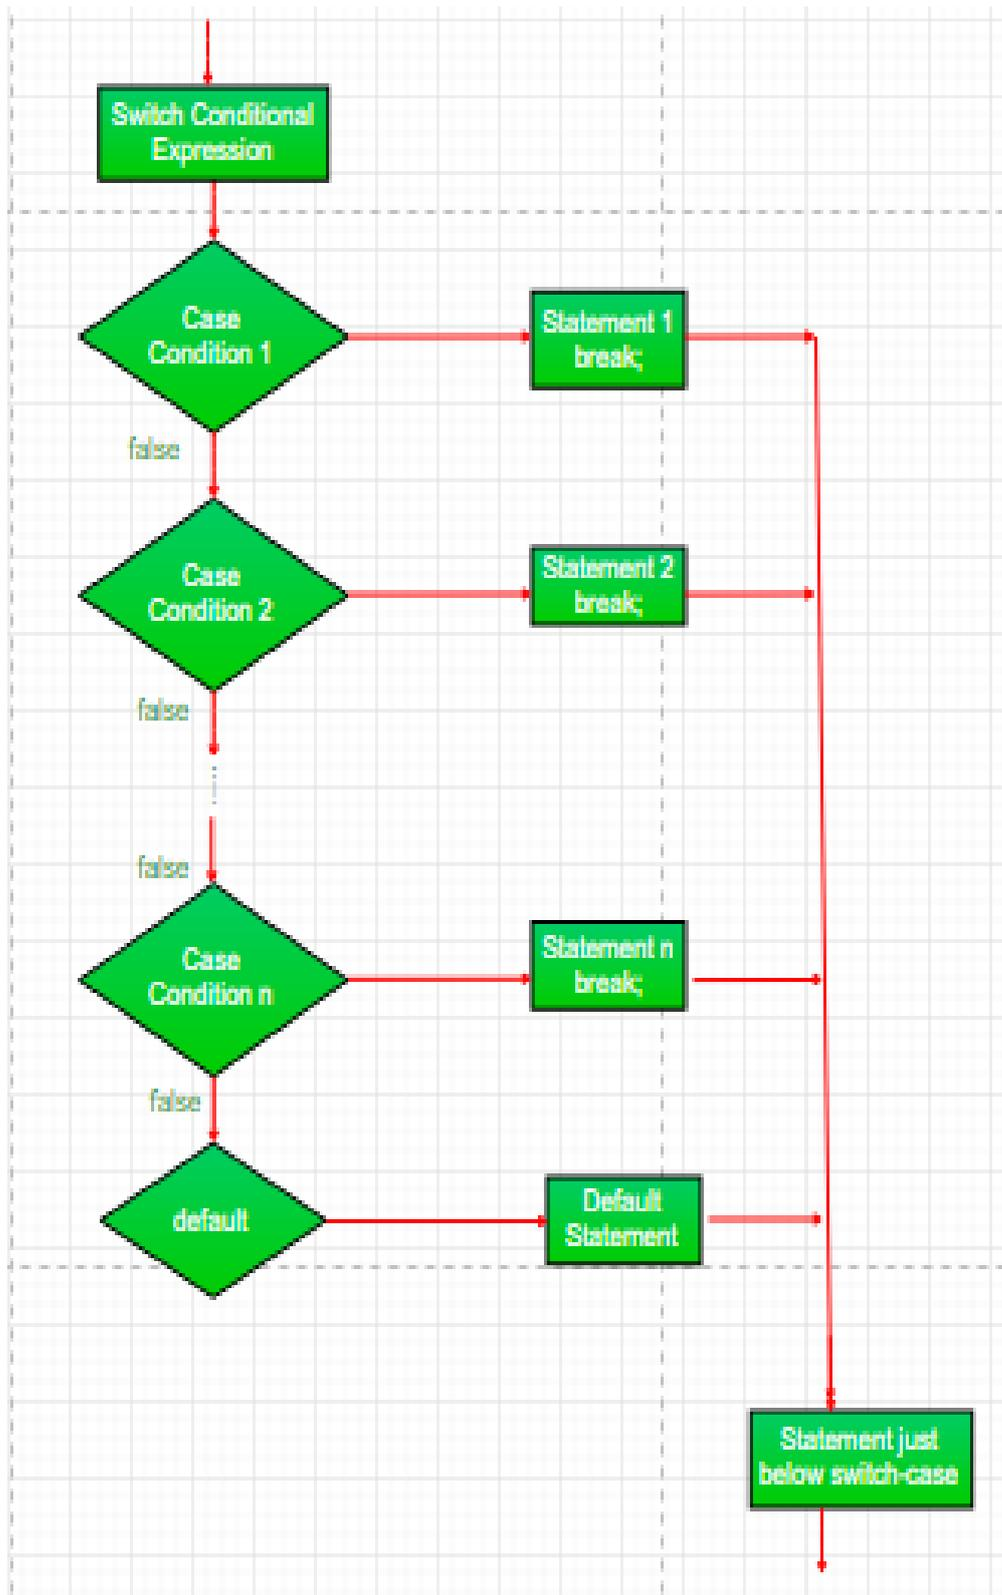 Switch Conditional
Expression
Case
Condition 1
Statement 1
break;
false
Case
Condition 2
Statement 2
break;
false
false
Case
Condition n
Statement n
break;
false
default
Default
Statement
Statement just
below switch-case